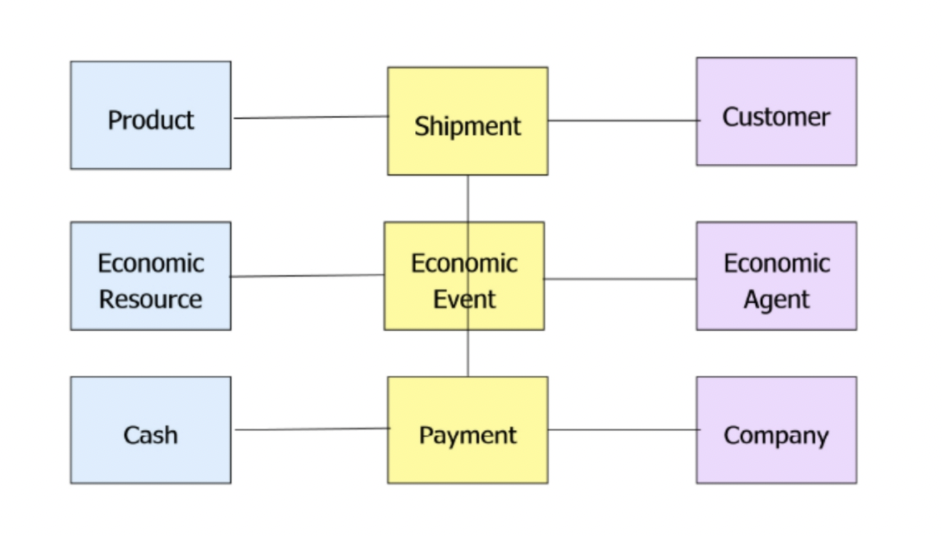 Product
Shipment
Customer
Economic
Resource
Economic
Event
Economic
Agent
Cash
Payment
Company